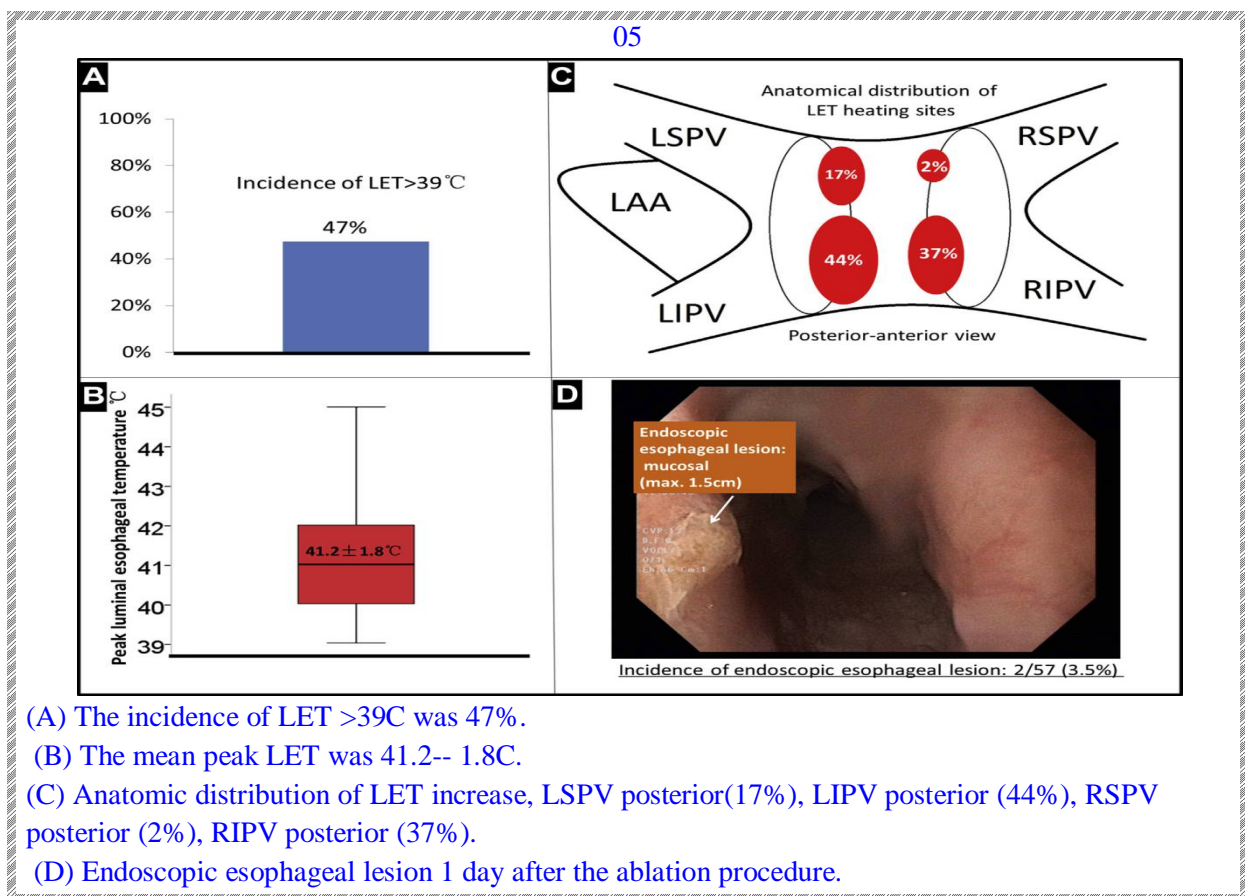 05
A
100%
80%
60%
40%
20%
0%
Incidence of LET>39℃
47%
C
Anatomical distribution of
LET heating sites
LSPV
RSPV
LAA
17%
2%
44%
37%
LIPV
RIPV
Posterior-anterior view
B
Peak luminal esophageal temperature ℃
45
44
43
42
41
40
39
41.2±1.8℃
D
Endoscopic
esophageal lesion:
mucosal
(max. 1.5cm)
Incidence of endoscopic esophageal lesion: 2/57 (3.5%)
(A) The incidence of LET >39C was 47%.
(B) The mean peak LET was 41.2-- 1.8C.
(C) Anatomic distribution of LET increase, LSPV posterior(17%), LIPV posterior (44%), RSPV
posterior (2%), RIPV posterior (37%).
(D) Endoscopic esophageal lesion 1 day after the ablation procedure.